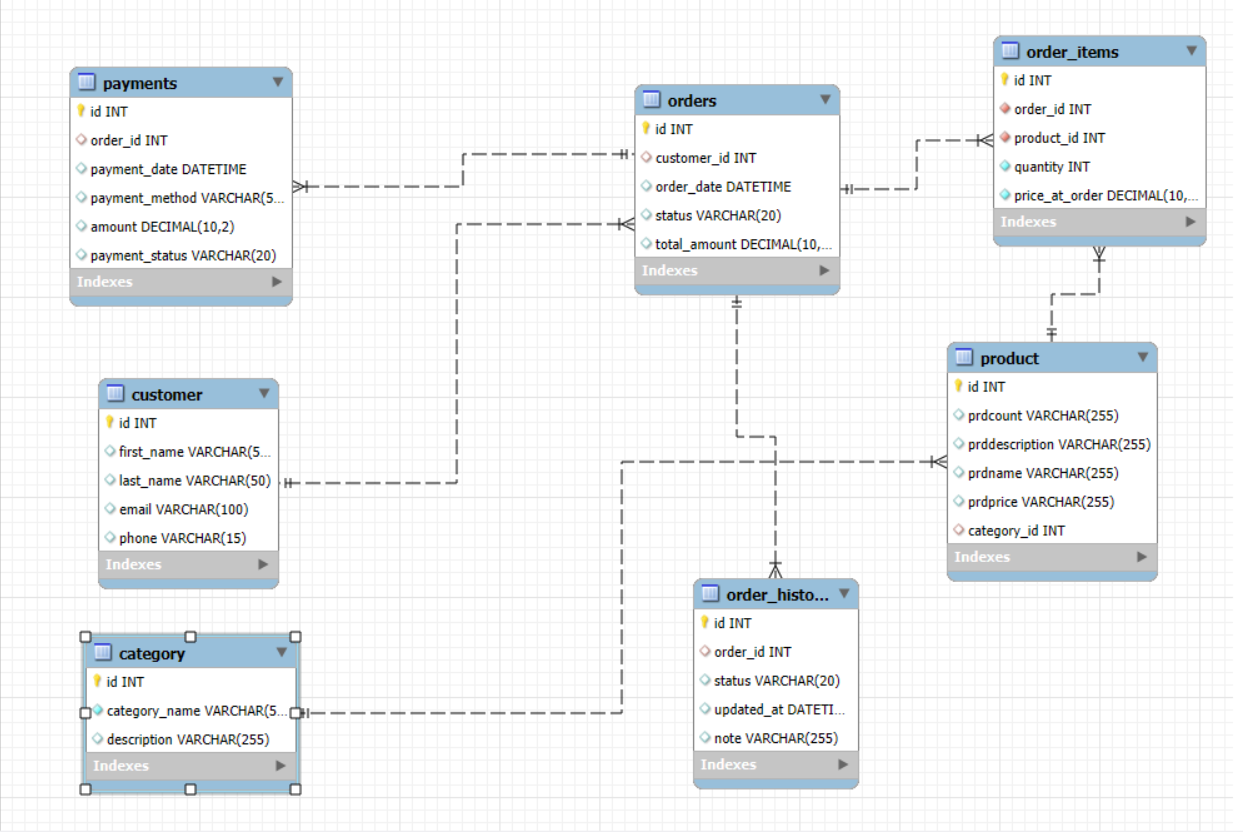 payments
id INT
order_id INT
payment_date DATETIME
payment_method VARCHAR(5...
amount DECIMAL(10,2)
payment_status VARCHAR(20)
Indexes
orders
id INT
customer_id INT
order_date DATETIME
status VARCHAR(20)
total_amount DECIMAL(10,...
Indexes
order_items
id INT
order_id INT
product_id INT
quantity INT
price_at_order DECIMAL(10,...
Indexes
customer
id INT
first_name VARCHAR(5...
last_name VARCHAR(50)
email VARCHAR(100)
phone VARCHAR(15)
Indexes
product
id INT
prdcount VARCHAR(255)
prddescription VARCHAR(255)
prdname VARCHAR(255)
prdprice VARCHAR(255)
category_id INT
Indexes
category
id INT
category_name VARCHAR(5...
description VARCHAR(255)
Indexes
order_histo...
id INT
order_id INT
status VARCHAR(20)
updated_at DATETI...
note VARCHAR(255)
Indexes